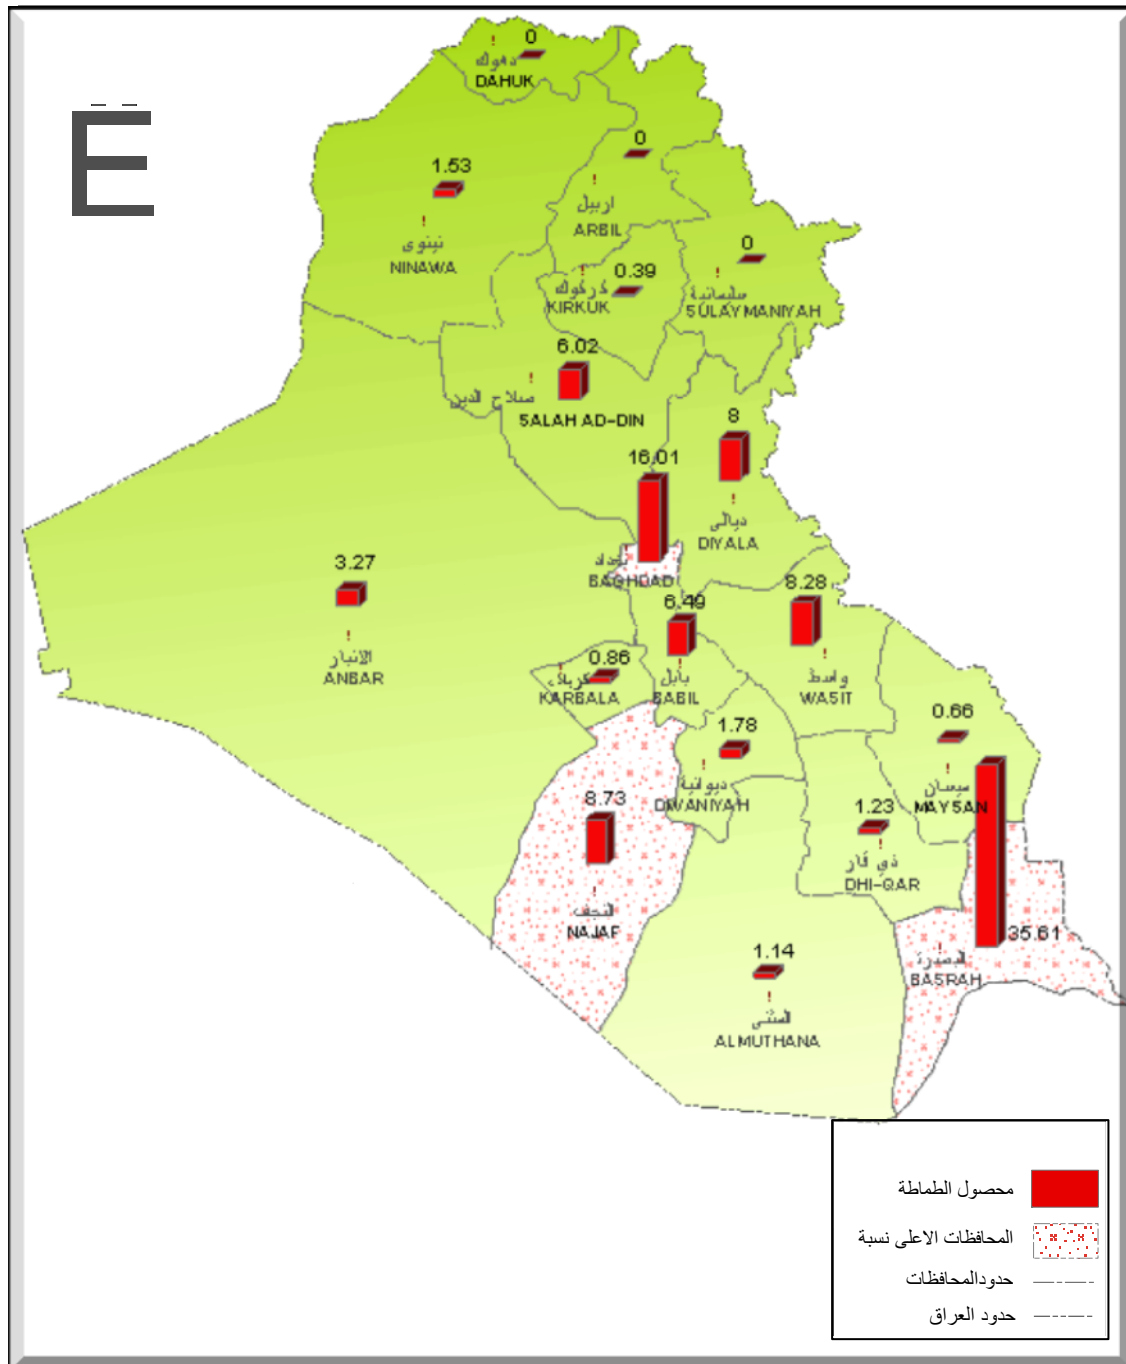 0
دهوك
DAHUK
Ë
0
1.53
اربيل
ARBIL
نينوى
NINAWA
0
0.39
كركوك
KIRKUK
سليمانية
SULAYMANIYAH
6.02
صلاح الدين
SALAH AD-DIN
8
16.01
ديالى
DIYALA
بغداد
BAGHDAD
3.27
8.28
6.49
الانبار
ANBAR
0.86
كربلاء
KARBALA
بابل
BABIL
واسط
WASIT
0.66
1.78
ديوانية
DIWANIYAH
ميسان
MAYSAN
8.73
1.23
ذي قار
DHI-QAR
النجف
NAJAF
35.61
البصرة
BASRAH
1.14
المثنى
ALMUTHANA
محصول الطماطة
المحافظات الاعلى نسبة
حدودالمحافظات
حدود العراق